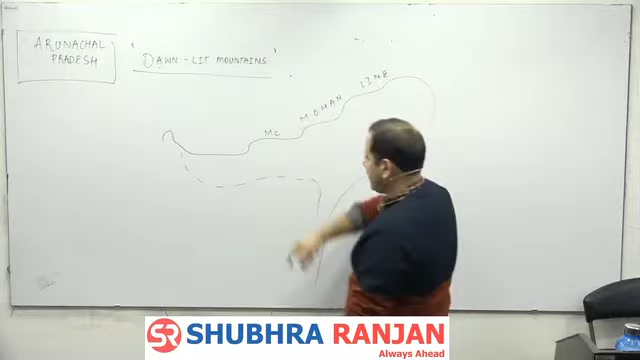 ARUNACHAL
PRADESH
" DAWN - LIT MOUNTAINS "
MC MOHAN LINE
SR SHUBHRA RANJAN
Always Ahead